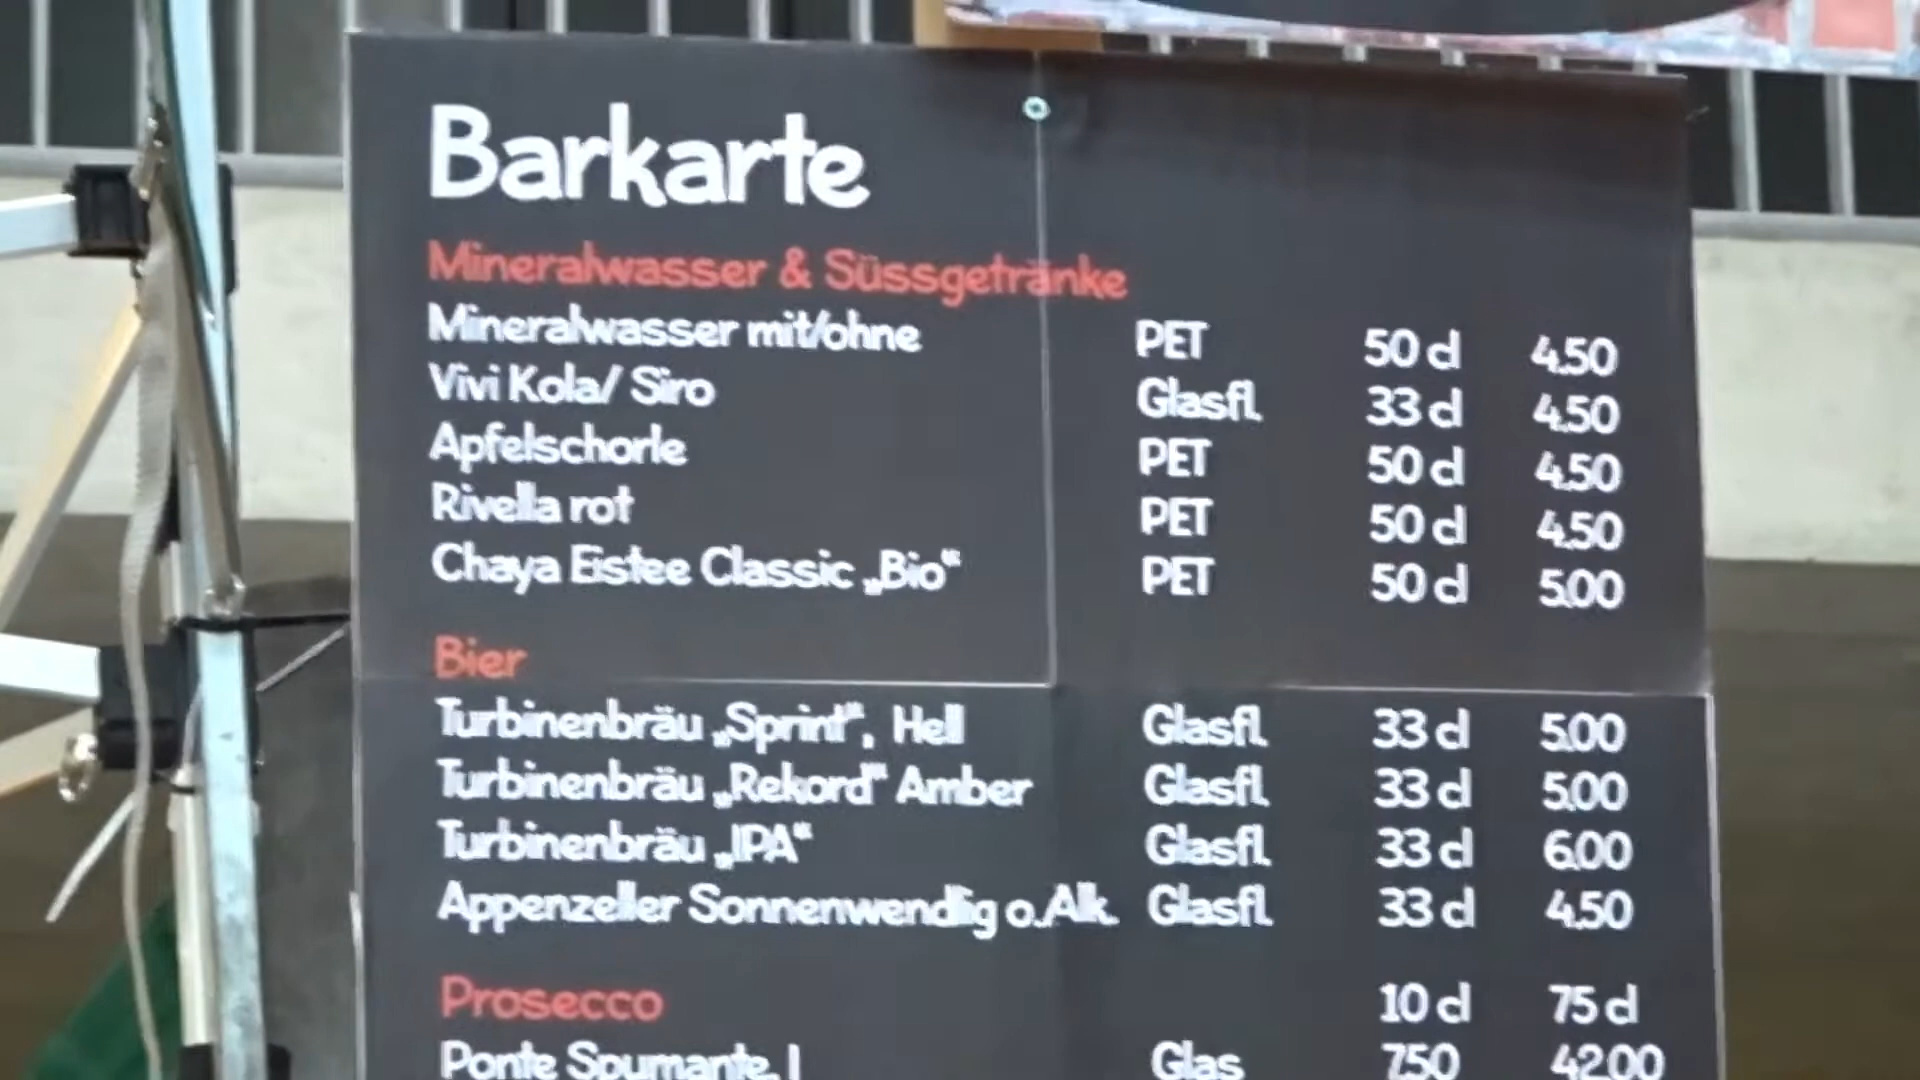 Barkarte
Mineralwasser & Süssgetränke
Mineralwasser mit/ohne PET 50 cl 4.50
Vivi Kola/ Siro Glasfl. 33 cl 4.50
Apfelschorle PET 50 cl 4.50
Rivella rot PET 50 cl 4.50
Chaya Eistee Classic „Bio“ PET 50 cl 5.00
Bier
Turbinenbräu „Sprint“, Hell Glasfl. 33 cl 5.00
Turbinenbräu „Rekord“ Amber Glasfl. 33 cl 5.00
Turbinenbräu „IPA“ Glasfl. 33 cl 6.00
Appenzeller Sonnenwendlig o.Alk. Glasfl. 33 cl 4.50
Prosecco 10 cl 75 cl
Ponte Spumante, I Glas 7.50 42.00